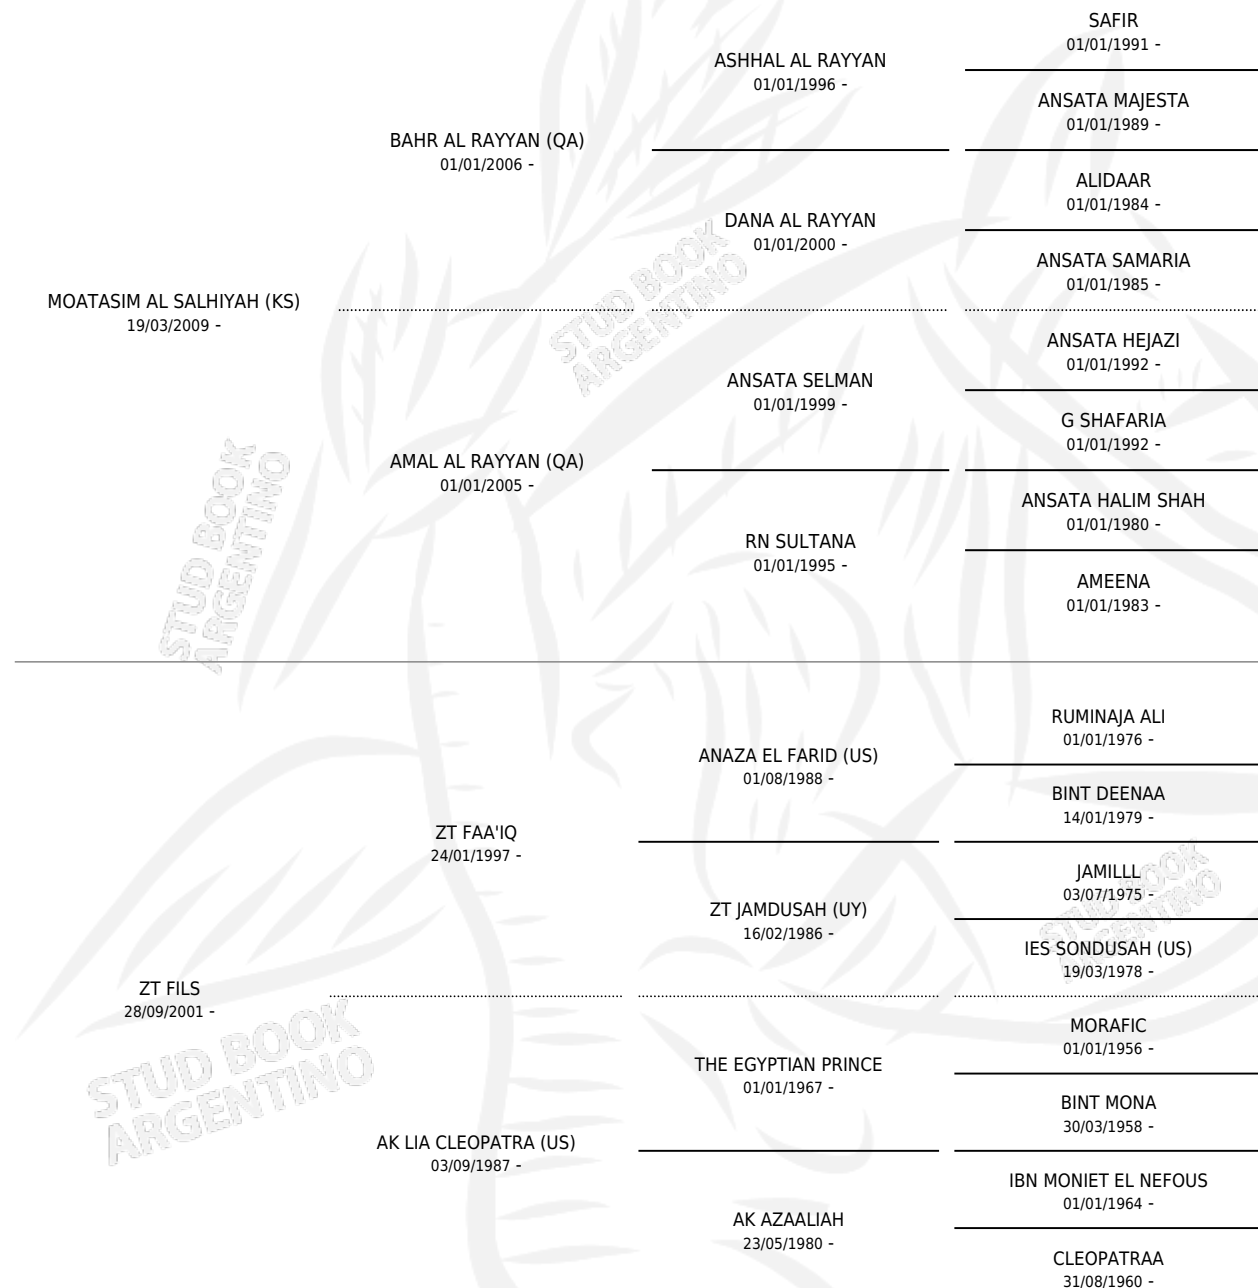 SAFIR
01/01/1991 -
ASHHAL AL RAYYAN
01/01/1996 -
ANSATA MAJESTA
01/01/1989 -
BAHR AL RAYYAN (QA)
01/01/2006 -
ALIDAAR
01/01/1984 -
DANA AL RAYYAN
01/01/2000 -
ANSATA SAMARIA
01/01/1985 -
MOATASIM AL SALHIYAH (KS)
19/03/2009 -
ANSATA HEJAZI
01/01/1992 -
ANSATA SELMAN
01/01/1999 -
G SHAFARIA
01/01/1992 -
AMAL AL RAYYAN (QA)
01/01/2005 -
ANSATA HALIM SHAH
01/01/1980 -
RN SULTANA
01/01/1995 -
AMEENA
01/01/1983 -
RUMINAJA ALI
01/01/1976 -
ANAZA EL FARID (US)
01/08/1988 -
BINT DEENAA
14/01/1979 -
ZT FAA'IQ
24/01/1997 -
JAMILLL
03/07/1975 -
ZT JAMDUSAH (UY)
16/02/1986 -
IES SONDUSAH (US)
19/03/1978 -
ZT FILS
28/09/2001 -
MORAFIC
01/01/1956 -
THE EGYPTIAN PRINCE
01/01/1967 -
BINT MONA
30/03/1958 -
AK LIA CLEOPATRA (US)
03/09/1987 -
IBN MONIET EL NEFOUS
01/01/1964 -
AK AZAALIAH
23/05/1980 -
CLEOPATRAA
31/08/1960 -
STUD BOOK
ARGENTINO
STUD BOOK
ARGENTINO
STUD BOOK
ARGENTINO
STUD BOOK
ARGENTINO